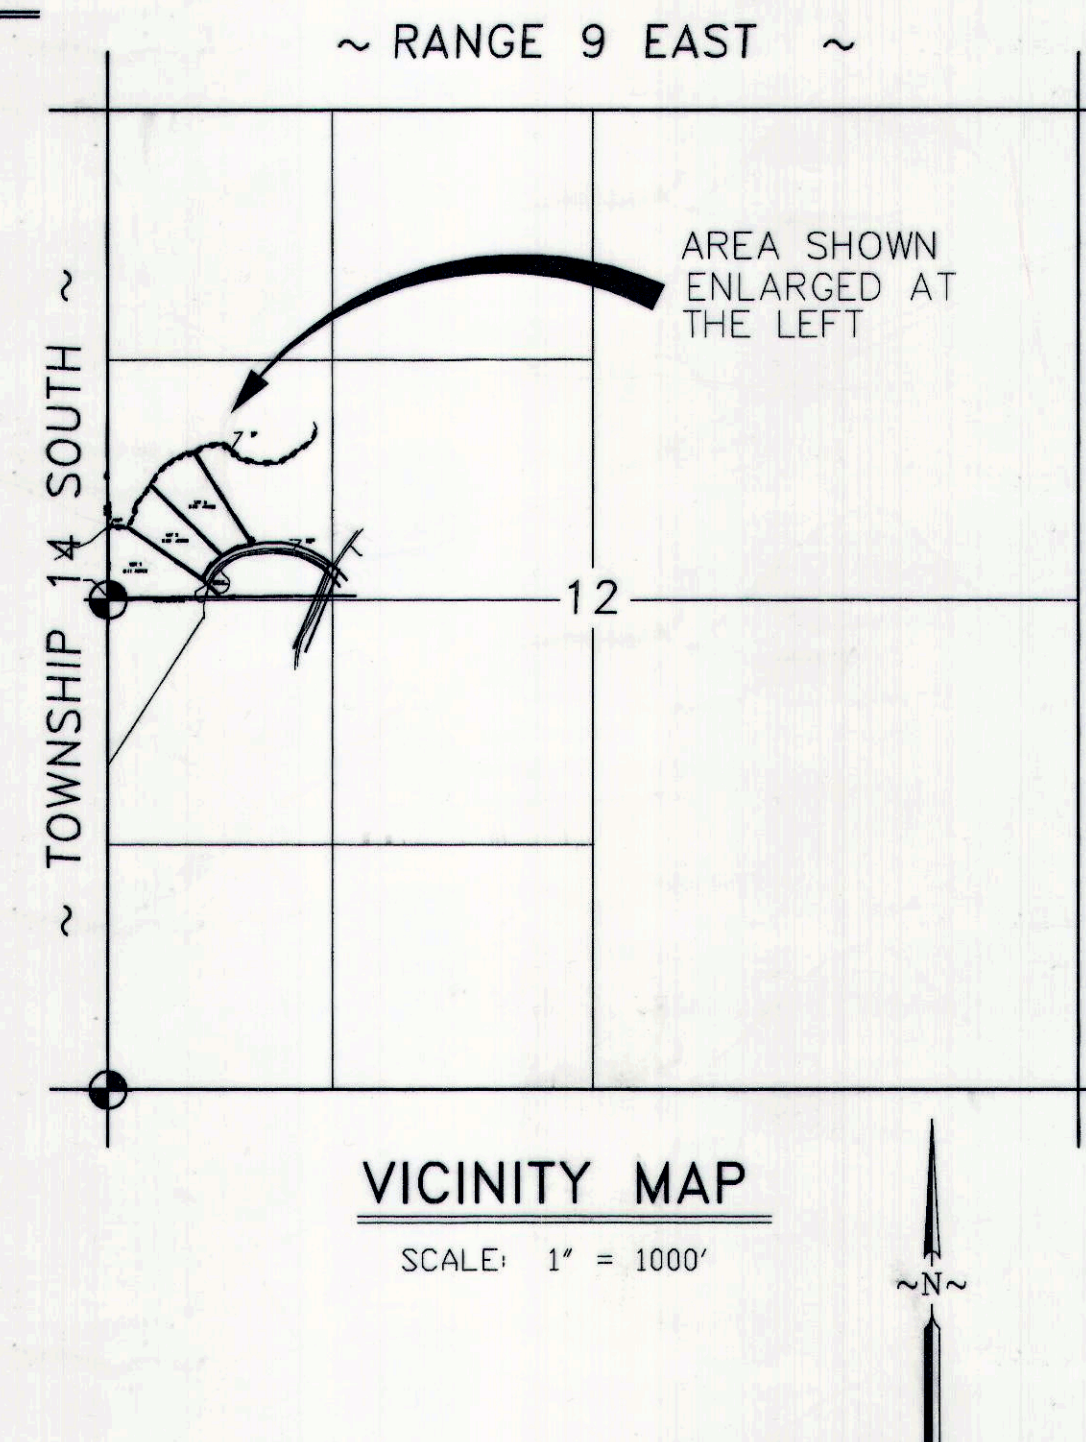 ~ RANGE 9 EAST ~
AREA SHOWN
ENLARGED AT
THE LEFT
~ TOWNSHIP 14 SOUTH ~
12
VICINITY MAP
SCALE: 1" = 1000'
~N~